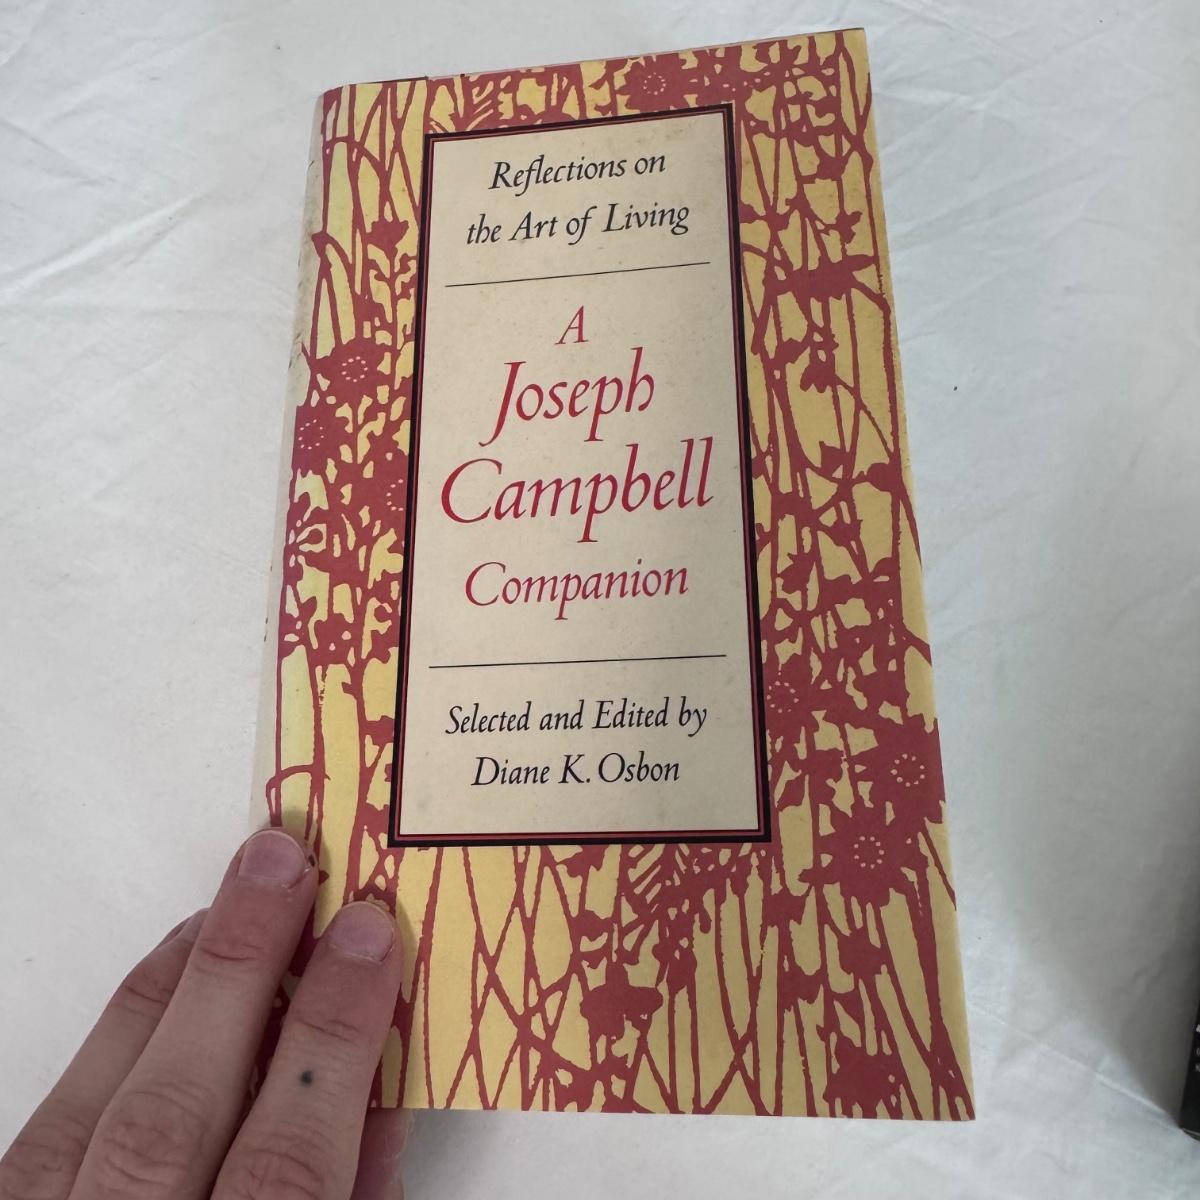 Reflections on
the Art of Living
A
Joseph
Campbell
Companion
Selected and Edited by
Diane K. Osbon